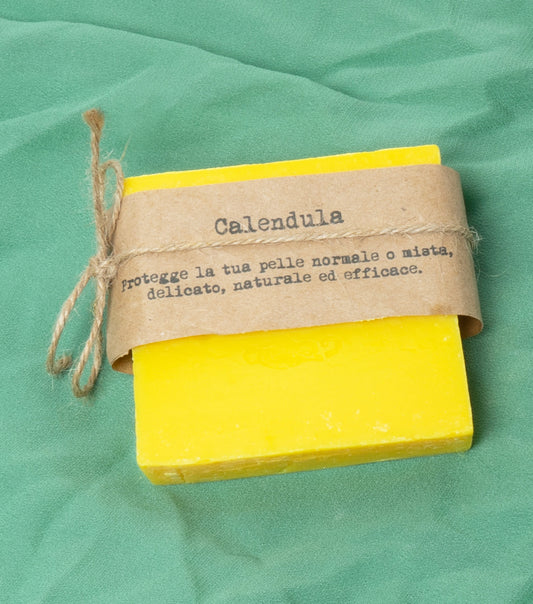 Calendula
Protegge la tua pelle normale o mista,
delicato, naturale ed efficace.